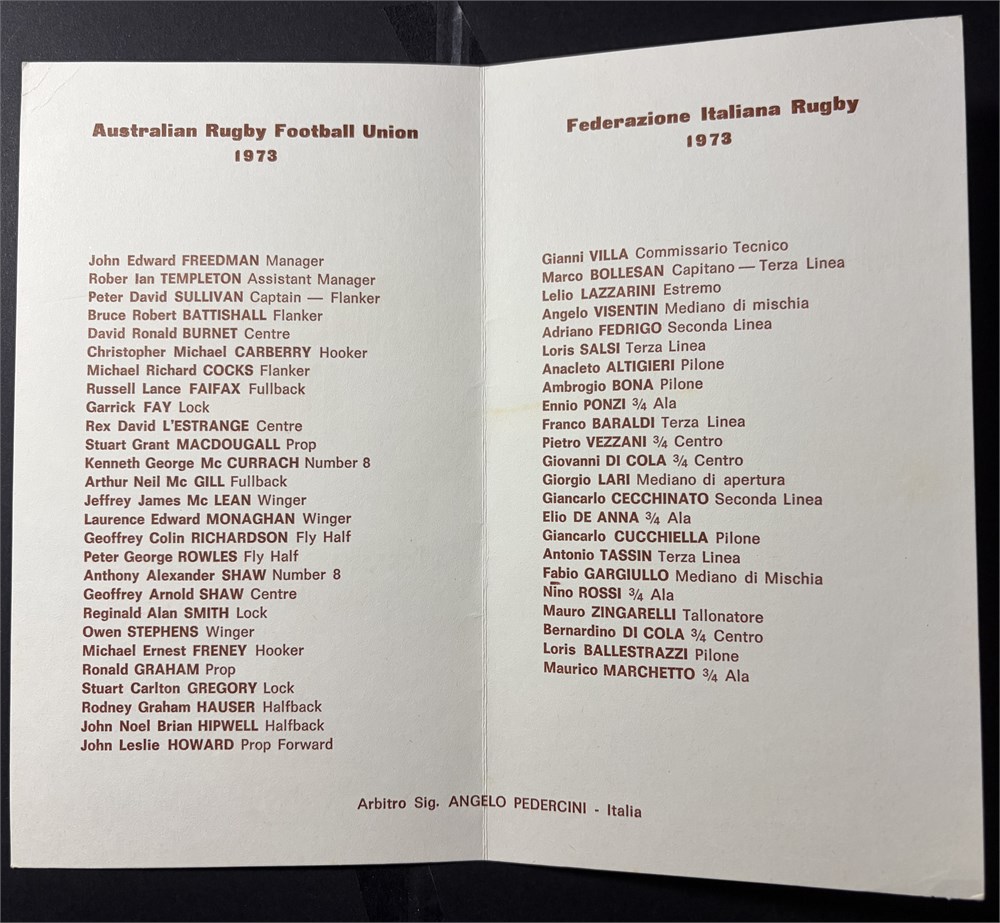 Australian Rugby Football Union
1973
John Edward FREEDMAN Manager
Rober Ian TEMPLETON Assistant Manager
Peter David SULLIVAN Captain — Flanker
Bruce Robert BATTISHALL Flanker
David Ronald BURNET Centre
Christopher Michael CARBERRY Hooker
Michael Richard COCKS Flanker
Russell Lance FAIFAX Fullback
Garrick FAY Lock
Rex David L'ESTRANGE Centre
Stuart Grant MACDOUGALL Prop
Kenneth George Mc CURRACH Number 8
Arthur Neil Mc GILL Fullback
Jeffrey James Mc LEAN Winger
Laurence Edward MONAGHAN Winger
Geoffrey Colin RICHARDSON Fly Half
Peter George ROWLES Fly Half
Anthony Alexander SHAW Number 8
Geoffrey Arnold SHAW Centre
Reginald Alan SMITH Lock
Owen STEPHENS Winger
Michael Ernest FRENEY Hooker
Ronald GRAHAM Prop
Stuart Carlton GREGORY Lock
Rodney Graham HAUSER Halfback
John Noel Brian HIPWELL Halfback
John Leslie HOWARD Prop Forward
Federazione Italiana Rugby
1973
Gianni VILLA Commissario Tecnico
Marco BOLLESAN Capitano — Terza Linea
Lelio LAZZARINI Estremo
Angelo VISENTIN Mediano di mischia
Adriano FEDRIGO Seconda Linea
Loris SALSI Terza Linea
Anacleto ALTIGIERI Pilone
Ambrogio BONA Pilone
Ennio PONZI ¾ Ala
Franco BARALDI Terza Linea
Pietro VEZZANI ¾ Centro
Giovanni DI COLA ¾ Centro
Giorgio LARI Mediano di apertura
Giancarlo CECCHINATO Seconda Linea
Elio DE ANNA ¾ Ala
Giancarlo CUCCHIELLA Pilone
Antonio TASSIN Terza Linea
Fabio GARGIULLO Mediano di Mischia
Nino ROSSI ¾ Ala
Mauro ZINGARELLI Tallonatore
Bernardino DI COLA ¾ Centro
Loris BALLESTRAZZI Pilone
Maurico MARCHETTO ¾ Ala
Arbitro Sig. ANGELO PEDERCINI - Italia